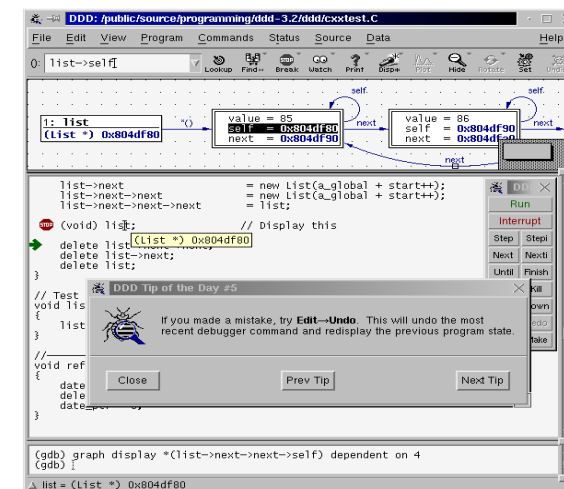 DDD: /public/source/programming/ddd-3.2/ddd/cxxtest.C
File Edit View Program Commands Status Source Data Help
(): list->self
Lookup Find» Break Watch Print Disp» Plot Hide Rotate Set Undo
1: list
(List *) 0x804df80
*()
value = 85
self = 0x804df80
next = 0x804df90
self
next
value = 86
self = 0x804df90
next
self
next
list->next = new List(a_global + start++);
list->next->next = new List(a_global + start++);
list->next->next->next = list;
(void) list; // Display this
(List *) 0x804df80
delete list
delete list->next;
delete list;
}
// Test
void lis
{
list
}
//
void ref
{
date
dele
date
}
DDD
Run
Interrupt
Step Stepi
Next Nexti
Until Finish
Kill
DDD Tip of the Day #5
If you made a mistake, try Edit→Undo. This will undo the most
recent debugger command and redisplay the previous program state.
Close Prev Tip Next Tip
(gdb) graph display *(list->next->next->self) dependent on 4
(gdb)
list = (List *) 0x804df80